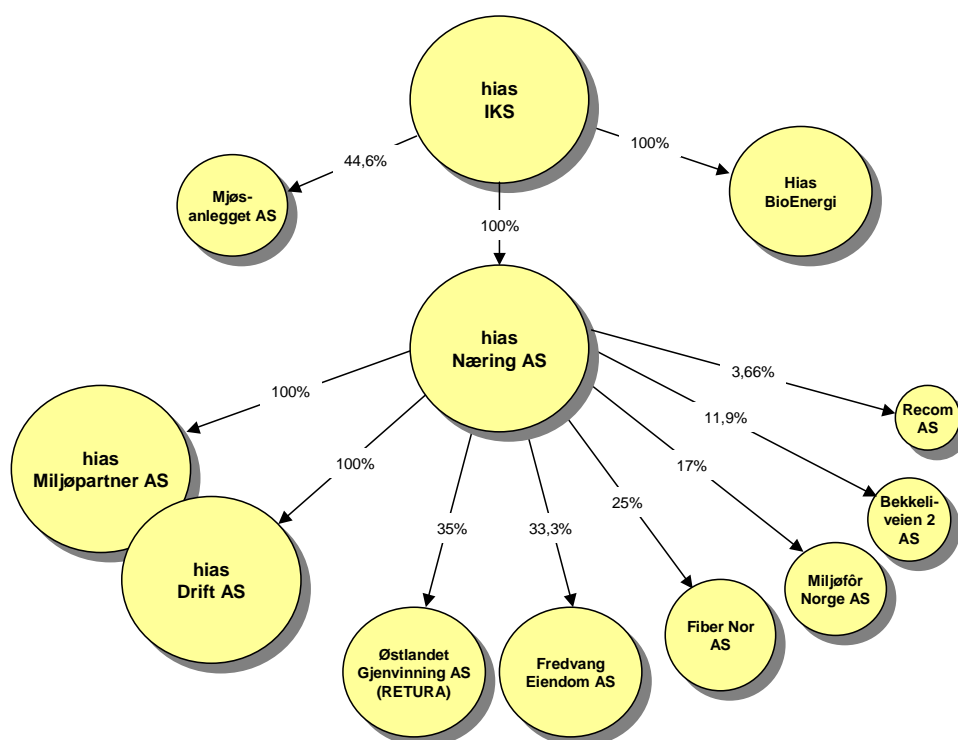 hias
IKS
44,6%
100%
Mjøs-
anlegget AS
Hias
BioEnergi
100%
hias
Næring AS
3,66%
100%
Recom
AS
11,9%
hias
Miljøpartner AS
100%
17%
Bekkeli-
veien 2
AS
25%
35%
33,3%
hias
Drift AS
Miljøfôr
Norge AS
Fiber Nor
AS
Østlandet
Gjenvinning AS
(RETURA)
Fredvang
Eiendom AS